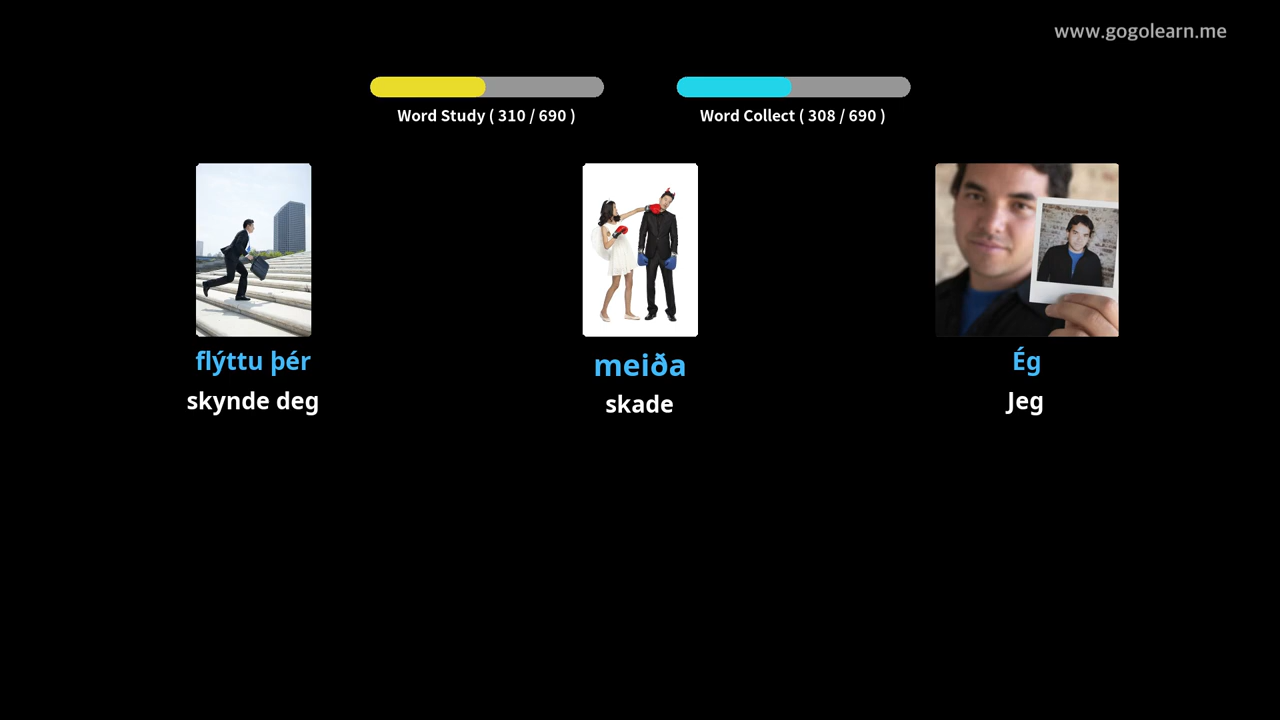 www.gogolearn.me
Word Study ( 310 / 690 )
Word Collect ( 308 / 690 )
flýttu þér
meiða
Ég
skynde deg
skade
Jeg